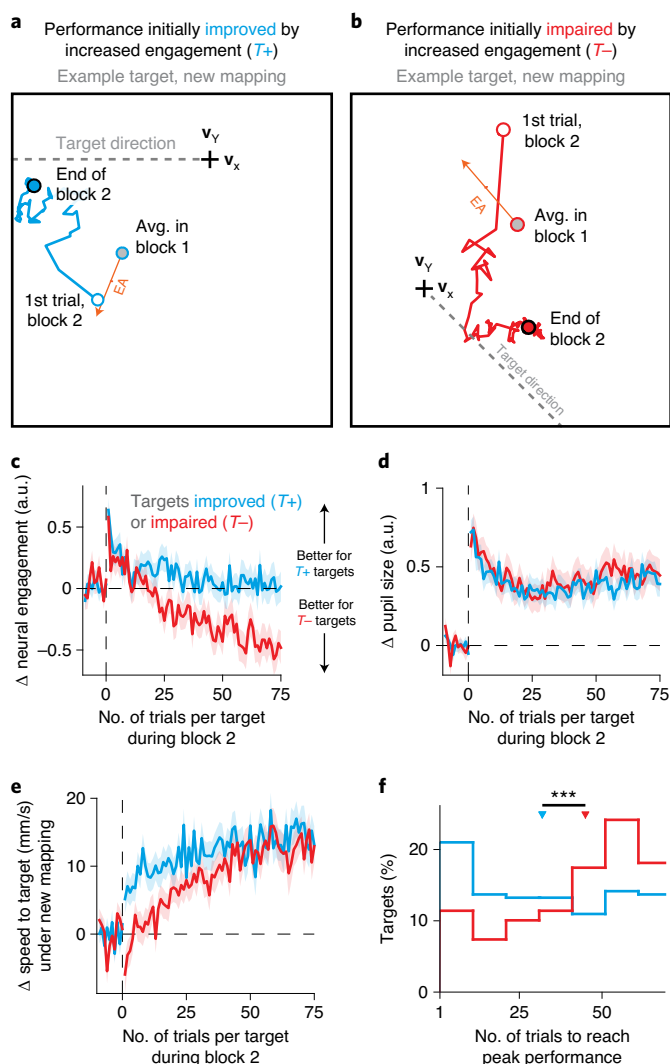 a
Performance initially improved by
increased engagement (T+)
Example target, new mapping
Target direction
vY
vx
End of
block 2
Avg. in
block 1
EA
1st trial,
block 2
b
Performance initially impaired by
increased engagement (T–)
Example target, new mapping
1st trial,
block 2
EA
Avg. in
block 1
vY
vx
End of
block 2
Target direction
c
Δ neural engagement (a.u.)
0.5
0
–0.5
Targets improved (T+)
or impaired (T–)
Better for
T+ targets
Better for
T– targets
0 25 50 75
No. of trials per target
during block 2
d
Δ pupil size (a.u.)
1
0.5
0
0 25 50 75
No. of trials per target
during block 2
e
Δ speed to target (mm/s)
under new mapping
20
10
0
0 25 50 75
No. of trials per target
during block 2
f
***
Targets (%)
20
10
0
1 25 50
No. of trials to reach
peak performance